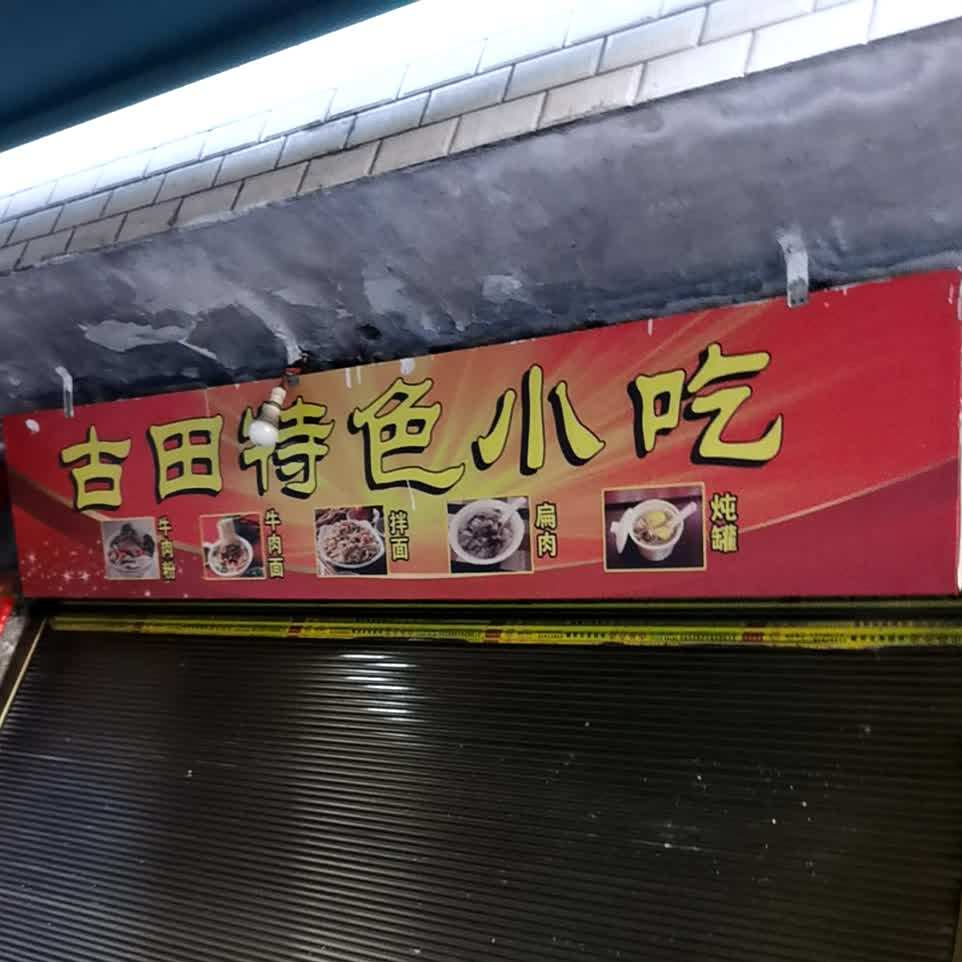 古田特色小吃
牛肉粉
牛肉面
拌面
扁肉
炖罐